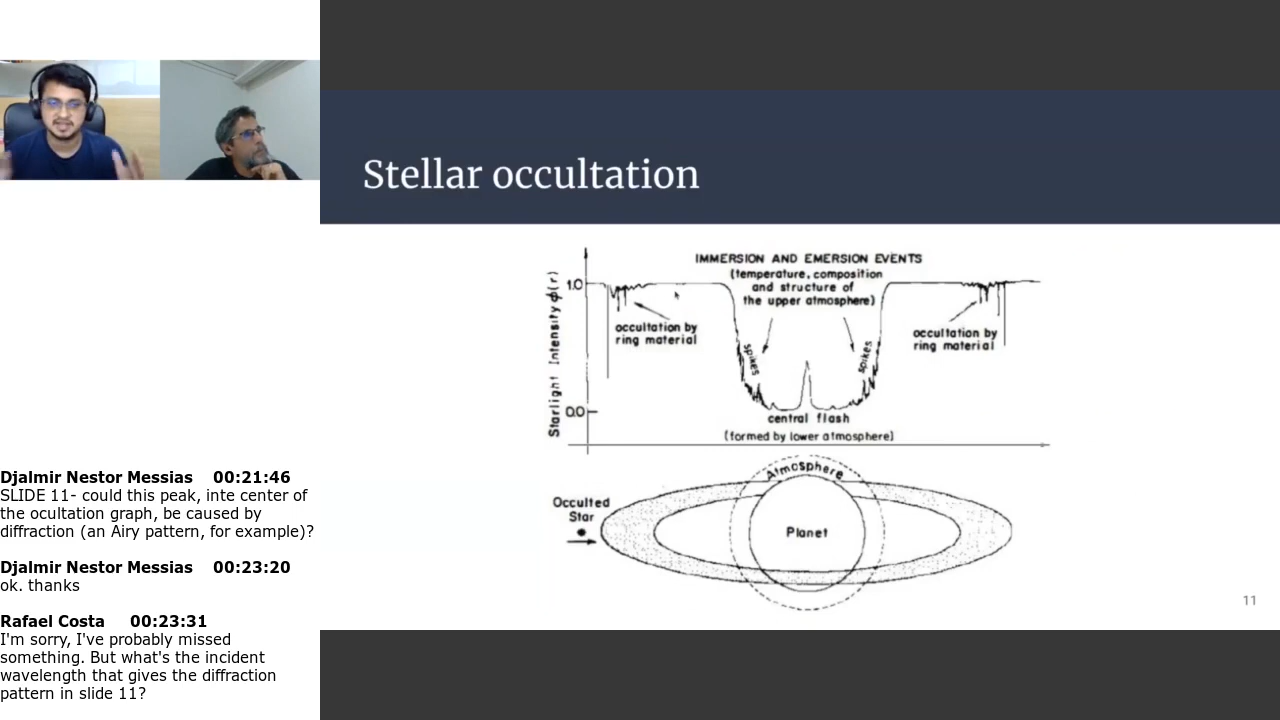 Stellar occultation
IMMERSION AND EMERSION EVENTS
(temperature, composition
and structure of
the upper atmosphere)
Starlight Intensity ϕ(r)
1.0
0.0
occultation by
ring material
spikes
spikes
occultation by
ring material
central flash
(formed by lower atmosphere)
Atmosphere
Occulted
Star
Planet
11
Djalmir Nestor Messias 00:21:46
SLIDE 11- could this peak, inte center of
the ocultation graph, be caused by
diffraction (an Airy pattern, for example)?
Djalmir Nestor Messias 00:23:20
ok. thanks
Rafael Costa 00:23:31
I'm sorry, I've probably missed
something. But what's the incident
wavelength that gives the diffraction
pattern in slide 11?